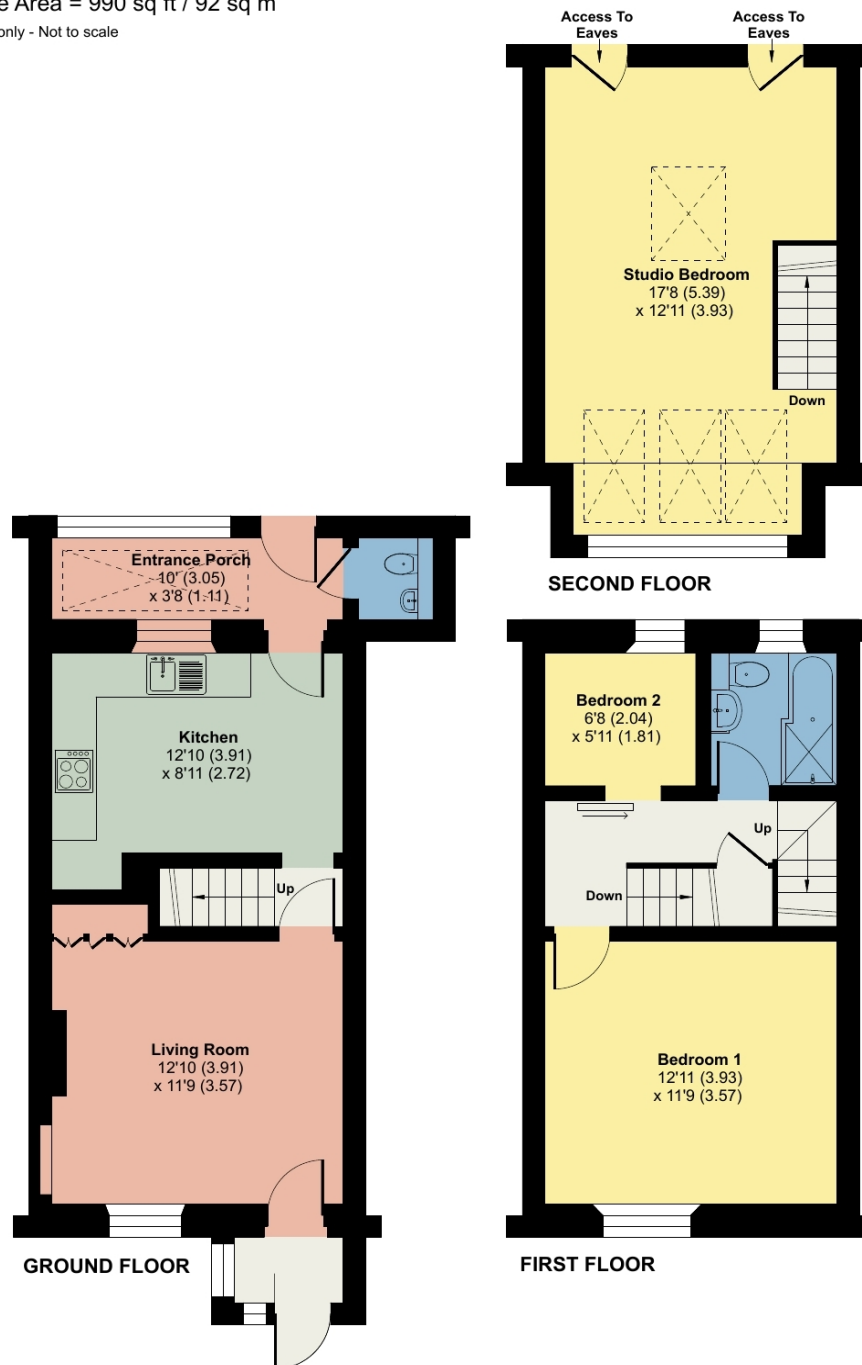 Area = 990 sq ft / 92 sq m
only - Not to scale
Access To
Eaves
Access To
Eaves
Studio Bedroom
17'8 (5.39)
x 12'11 (3.93)
Down
SECOND FLOOR
Entrance Porch
10' (3.05)
x 3'8 (1.11)
Kitchen
12'10 (3.91)
x 8'11 (2.72)
Up
Living Room
12'10 (3.91)
x 11'9 (3.57)
GROUND FLOOR
Bedroom 2
6'8 (2.04)
x 5'11 (1.81)
Up
Down
Bedroom 1
12'11 (3.93)
x 11'9 (3.57)
FIRST FLOOR